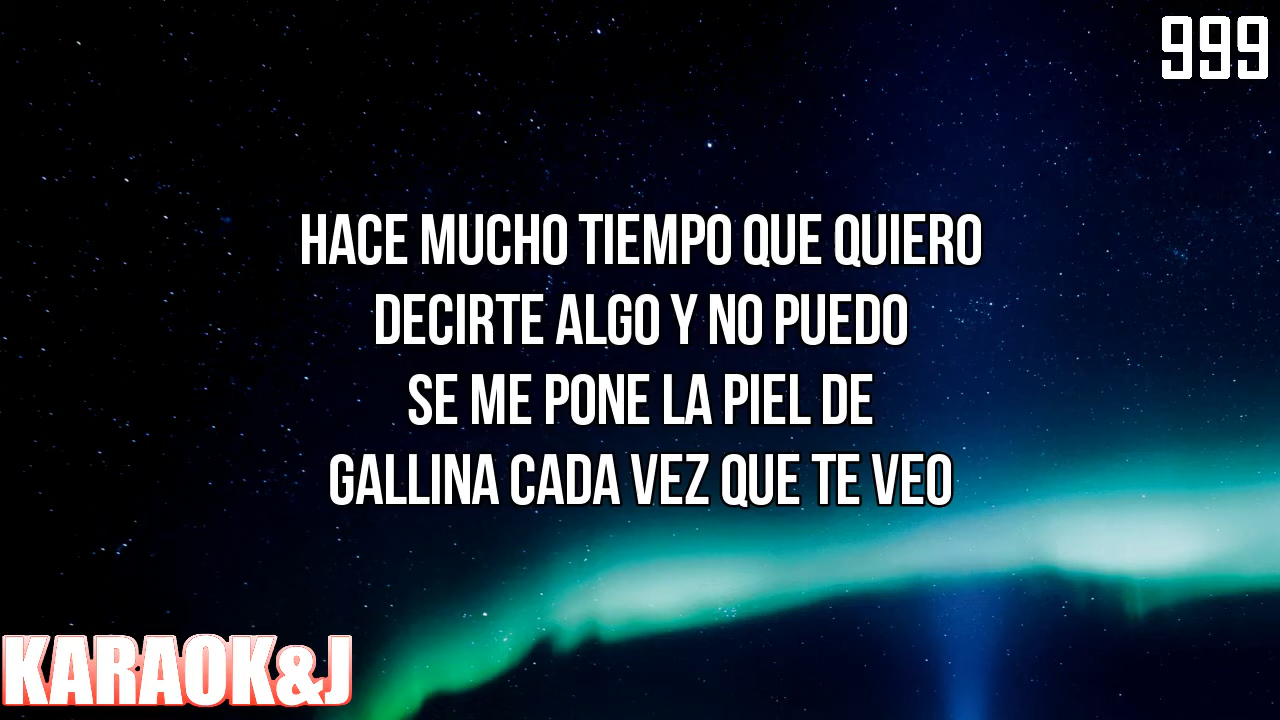 999
HACE MUCHO TIEMPO QUE QUIERO
DECIRTE ALGO Y NO PUEDO
SE ME PONE LA PIEL DE
GALLINA CADA VEZ QUE TE VEO
KARAOK&J